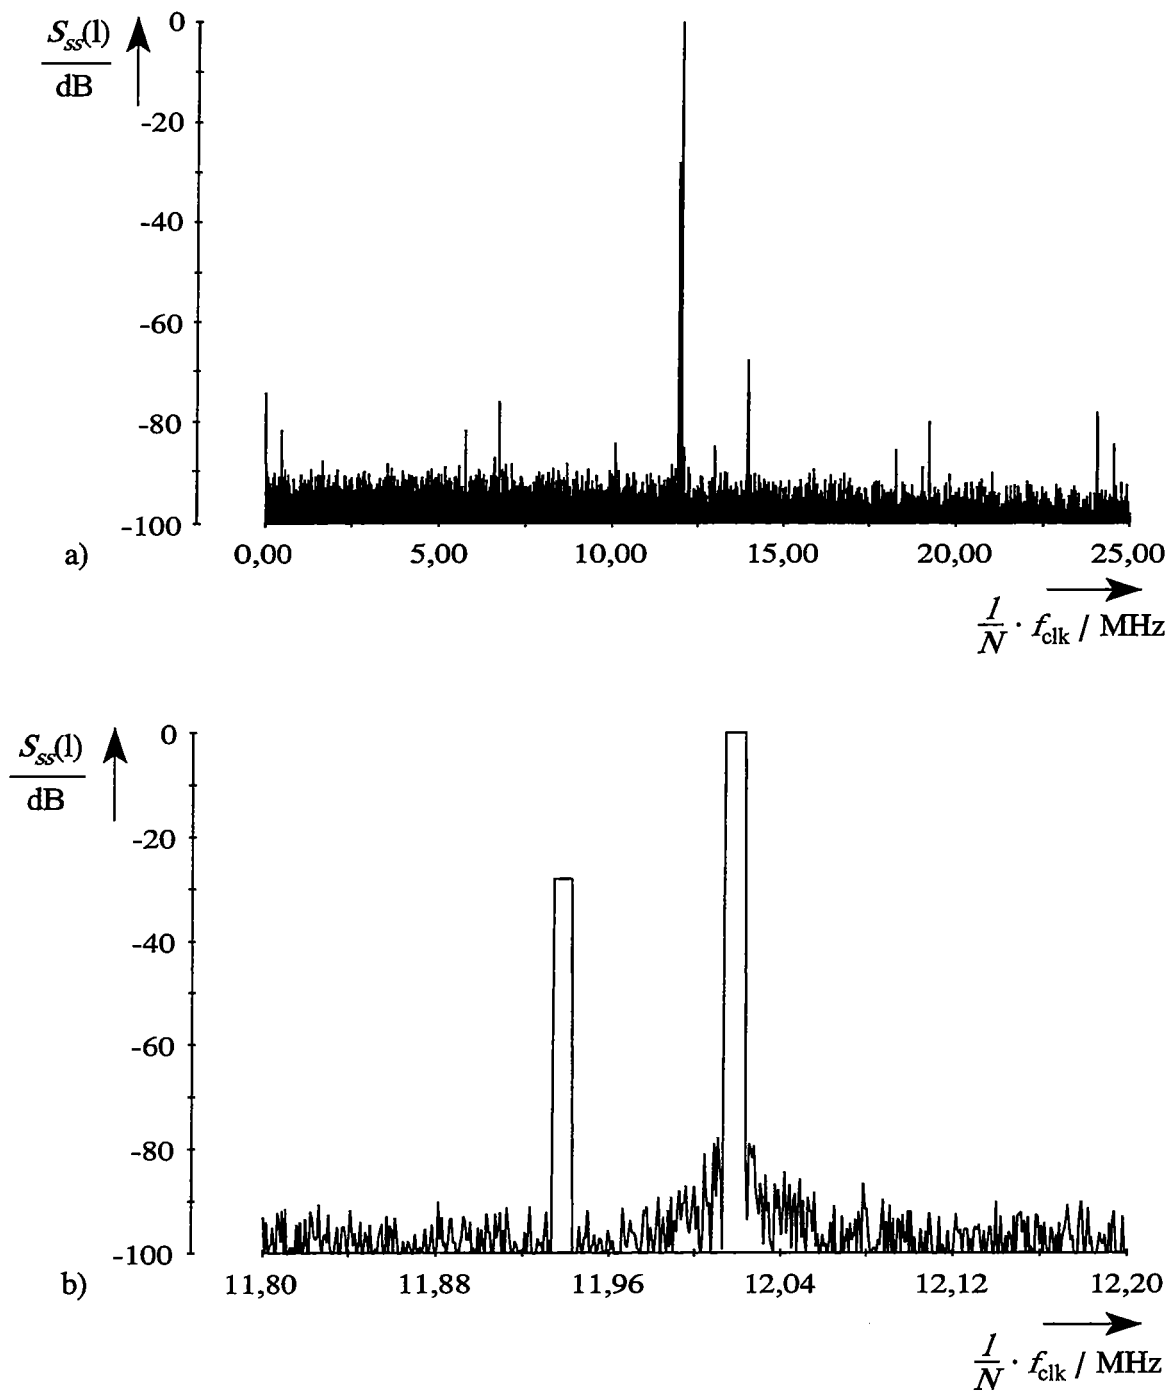 S_ss(l)
dB
0
-20
-40
-60
-80
-100
a)
0,00 5,00 10,00 15,00 20,00 25,00
l/N · f_clk / MHz
S_ss(l)
dB
0
-20
-40
-60
-80
-100
b)
11,80 11,88 11,96 12,04 12,12 12,20
l/N · f_clk / MHz